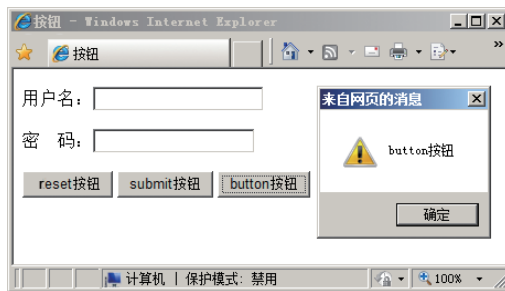 按钮 - Windows Internet Explorer
按钮
»
用户名：
密 码：
reset按钮 submit按钮 button按钮
来自网页的消息
button按钮
确定
计算机 | 保护模式: 禁用 100%